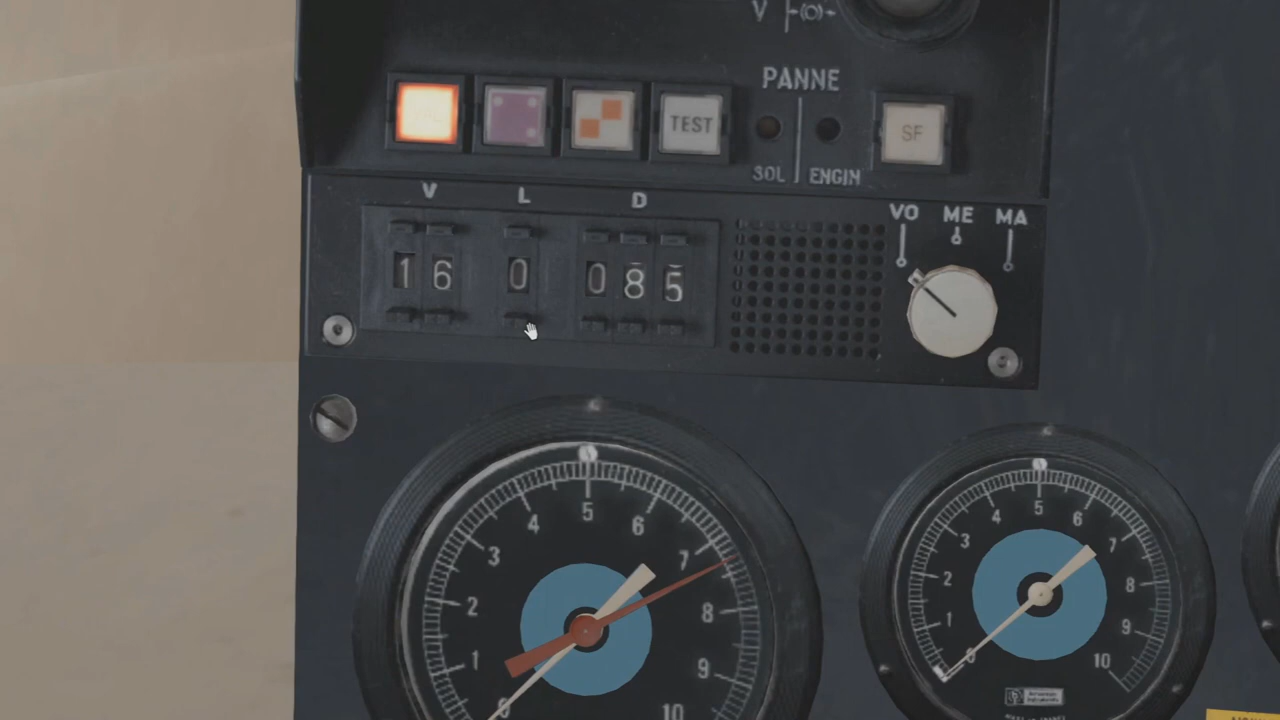 V
PANNE
TEST
SF
SOL
ENGIN
V L D
VO ME MA
1 6 0 0 8 5
0 1 2 3 4 5 6 7 8 9 10
0 1 2 3 4 5 6 7 8 9 10